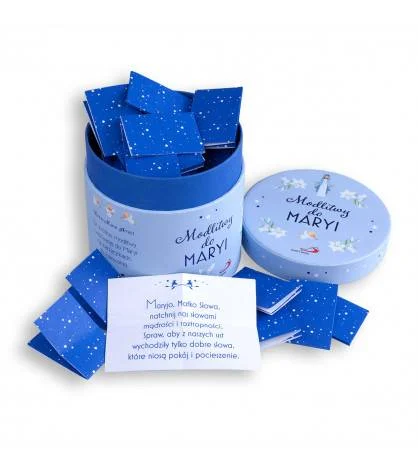 Modlitwy
do
MARYI
Modlitwy
do
MARYI
Maryjo, Matko Słowa,
natchnij nas słowami
mądrości i roztropności.
Spraw, aby z naszych ust
wychodziły tylko dobre słowa,
które niosą pokój i pocieszenie.